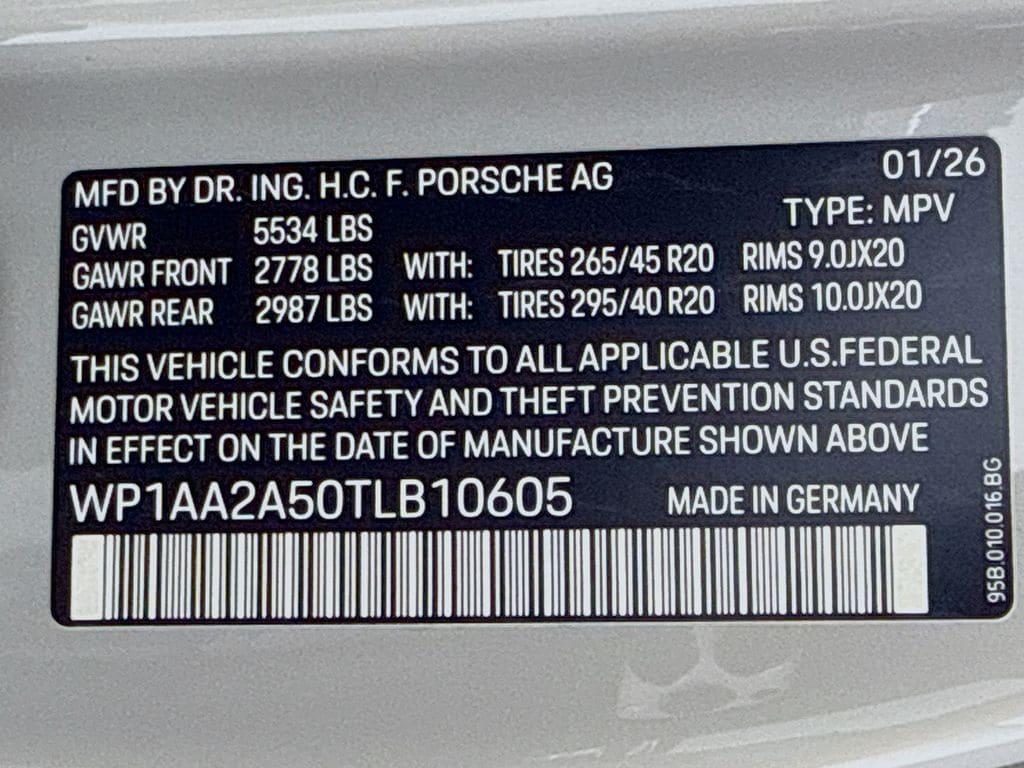 MFD BY DR. ING. H.C. F. PORSCHE AG 01/26
GVWR 5534 LBS TYPE: MPV
GAWR FRONT 2778 LBS WITH: TIRES 265/45 R20 RIMS 9.0JX20
GAWR REAR 2987 LBS WITH: TIRES 295/40 R20 RIMS 10.0JX20
THIS VEHICLE CONFORMS TO ALL APPLICABLE U.S.FEDERAL
MOTOR VEHICLE SAFETY AND THEFT PREVENTION STANDARDS
IN EFFECT ON THE DATE OF MANUFACTURE SHOWN ABOVE
WP1AA2A50TLB10605 MADE IN GERMANY
95B.010.016.BG